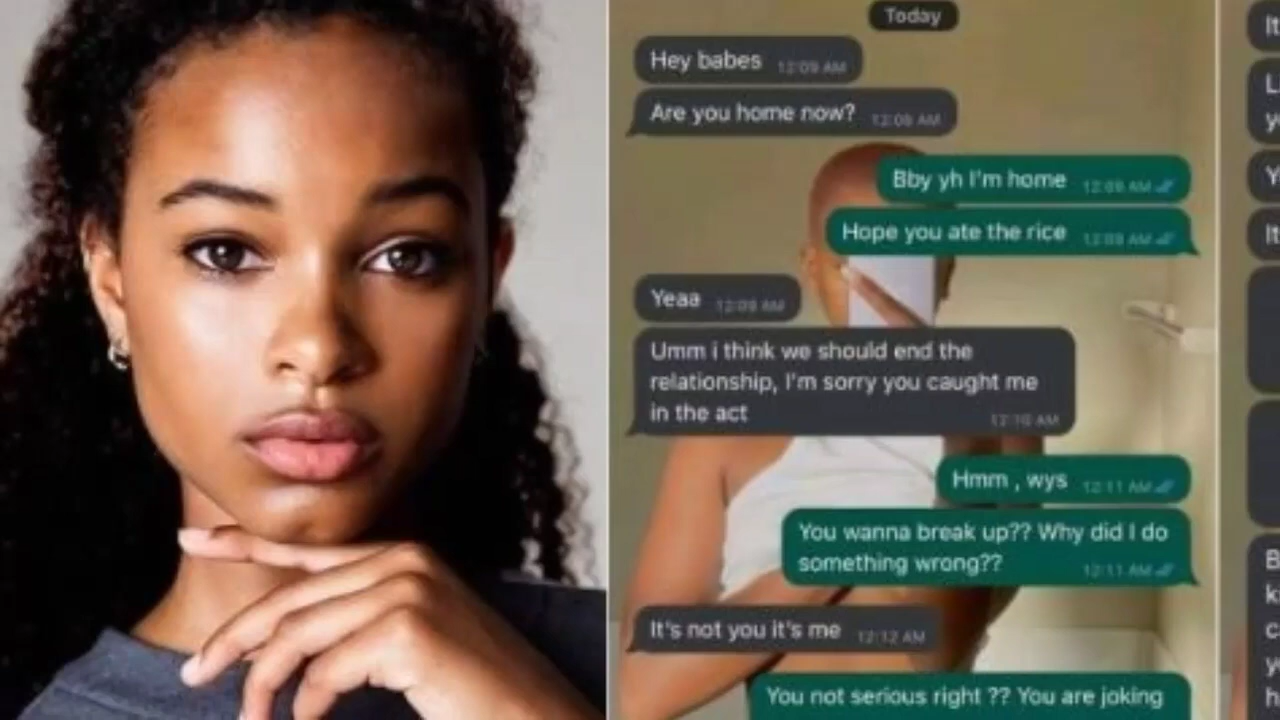 Today
Hey babes 12:09 AM
Are you home now? 12:09 AM
Bby yh I'm home 12:09 AM
Hope you ate the rice 12:09 AM
Yeaa 12:09 AM
Umm i think we should end the
relationship, I'm sorry you caught me
in the act 12:10 AM
Hmm , wys 12:11 AM
You wanna break up?? Why did I do
something wrong?? 12:11 AM
It's not you it's me 12:12 AM
You not serious right ?? You are joking
It